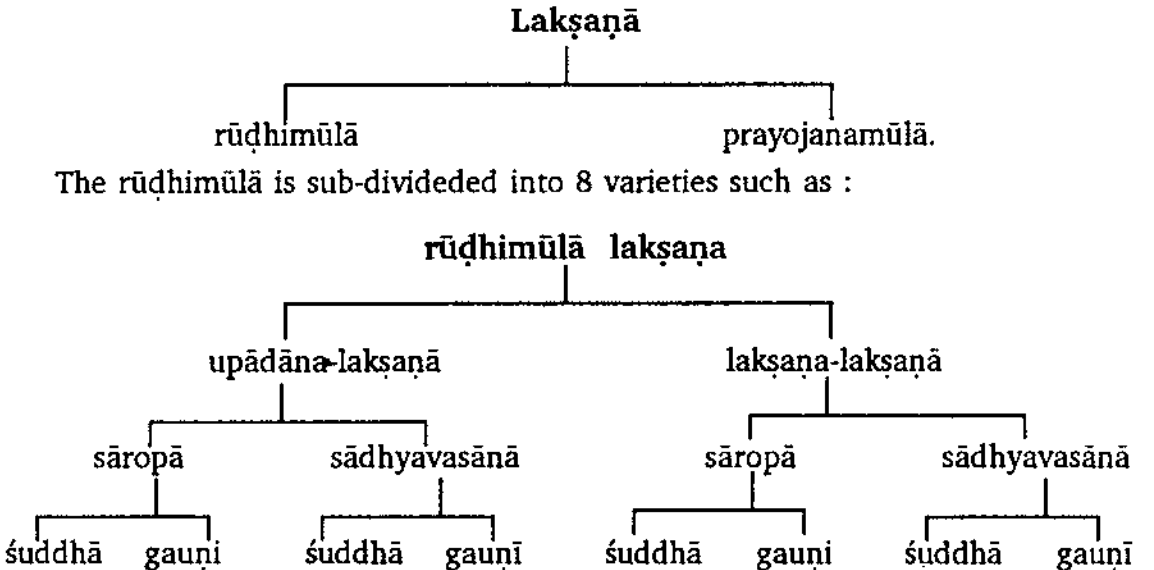 Lakṣaṇā
rūḍhimūlā prayojanamūlā.
The rūḍhimūlā is sub-divideded into 8 varieties such as :
rūḍhimūlā lakṣaṇa
upādāna-lakṣaṇā lakṣaṇa-lakṣaṇā
sāropā sādhyavasānā sāropā sādhyavasānā
śuddhā gauṇi śuddhā gauṇī śuddhā gauṇi śuddhā gauṇī